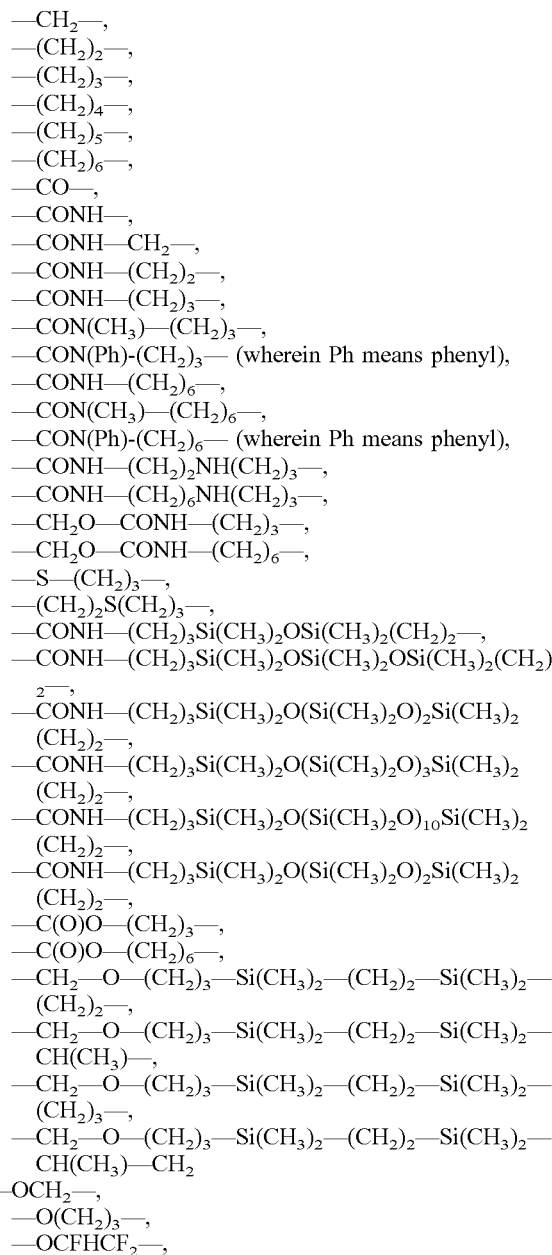 —CH₂—,
—(CH₂)₂—,
—(CH₂)₃—,
—(CH₂)₄—,
—(CH₂)₅—,
—(CH₂)₆—,
—CO—,
—CONH—,
—CONH—CH₂—,
—CONH—(CH₂)₂—,
—CONH—(CH₂)₃—,
—CON(CH₃)—(CH₂)₃—,
—CON(Ph)-(CH₂)₃— (wherein Ph means phenyl),
—CONH—(CH₂)₆—,
—CON(CH₃)—(CH₂)₆—,
—CON(Ph)-(CH₂)₆— (wherein Ph means phenyl),
—CONH—(CH₂)₂NH(CH₂)₃—,
—CONH—(CH₂)₆NH(CH₂)₃—,
—CH₂O—CONH—(CH₂)₃—,
—CH₂O—CONH—(CH₂)₆—,
—S—(CH₂)₃—,
—(CH₂)₂S(CH₂)₃—,
—CONH—(CH₂)₃Si(CH₃)₂OSi(CH₃)₂(CH₂)₂—,
—CONH—(CH₂)₃Si(CH₃)₂OSi(CH₃)₂OSi(CH₃)₂(CH₂)
₂—,
—CONH—(CH₂)₃Si(CH₃)₂O(Si(CH₃)₂O)₂Si(CH₃)₂
(CH₂)₂—,
—CONH—(CH₂)₃Si(CH₃)₂O(Si(CH₃)₂O)₃Si(CH₃)₂
(CH₂)₂—,
—CONH—(CH₂)₃Si(CH₃)₂O(Si(CH₃)₂O)₁₀Si(CH₃)₂
(CH₂)₂—,
—CONH—(CH₂)₃Si(CH₃)₂O(Si(CH₃)₂O)₂Si(CH₃)₂
(CH₂)₂—,
—C(O)O—(CH₂)₃—,
—C(O)O—(CH₂)₆—,
—CH₂—O—(CH₂)₃—Si(CH₃)₂—(CH₂)₂—Si(CH₃)₂—
(CH₂)₂—,
—CH₂—O—(CH₂)₃—Si(CH₃)₂—(CH₂)₂—Si(CH₃)₂—
CH(CH₃)—,
—CH₂—O—(CH₂)₃—Si(CH₃)₂—(CH₂)₂—Si(CH₃)₂—
(CH₂)₃—,
—CH₂—O—(CH₂)₃—Si(CH₃)₂—(CH₂)₂—Si(CH₃)₂—
CH(CH₃)—CH₂
—OCH₂—,
—O(CH₂)₃—,
—OCFHCF₂—,